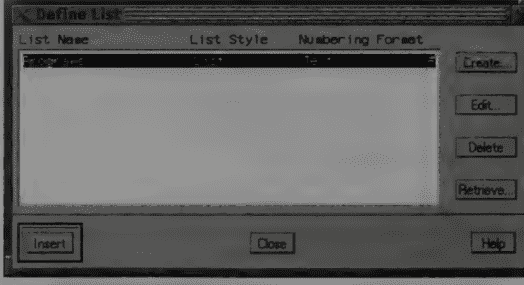 Define List
List Name List Style Numbering Format
Create...
Edit...
Delete
Retrieve...
Insert Close Help